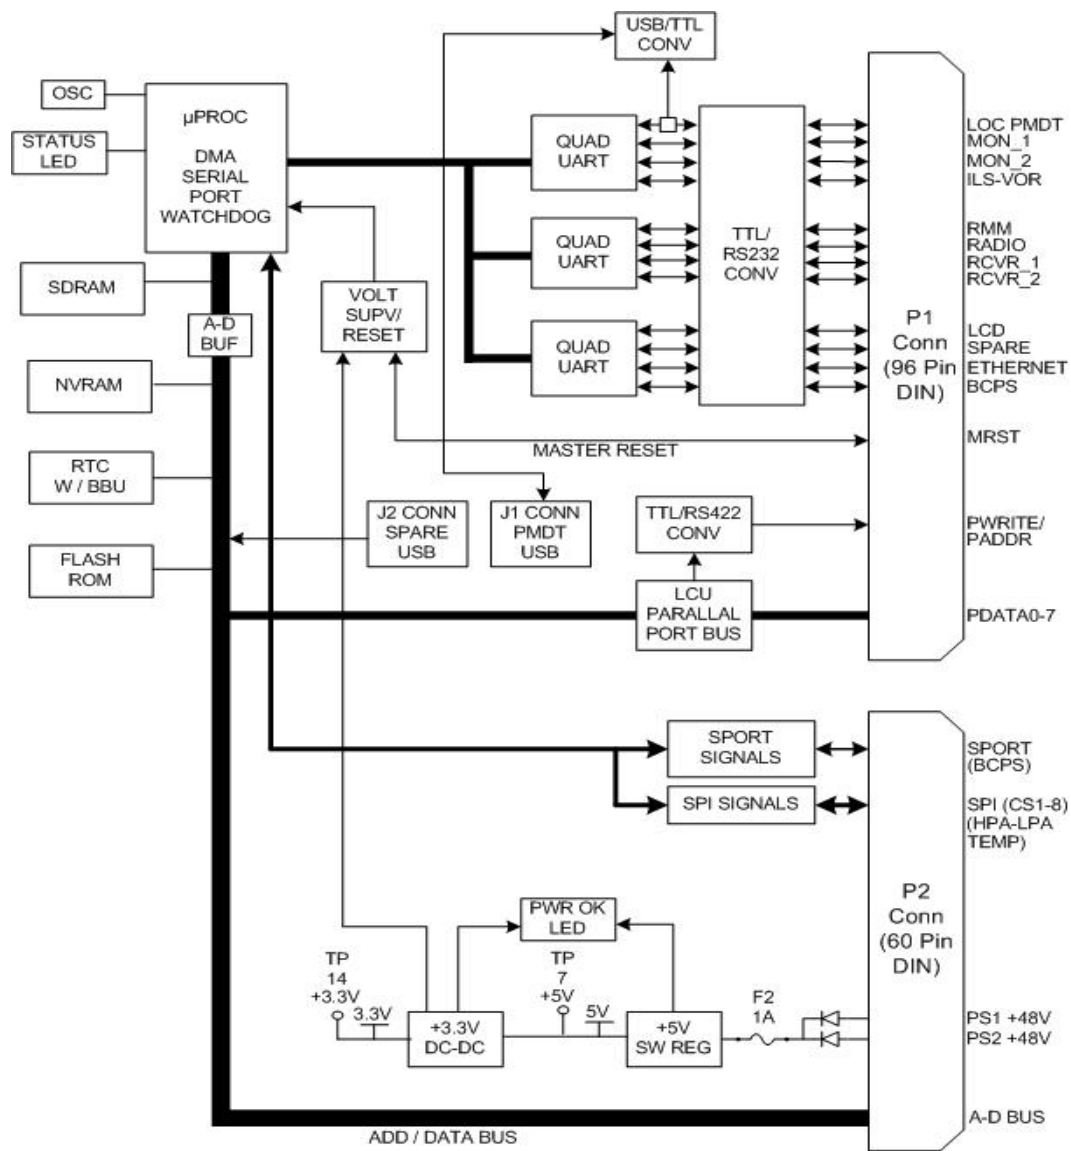 USB/TTL
CONV
OSC
STATUS
LED
µPROC
DMA
SERIAL
PORT
WATCHDOG
QUAD
UART
QUAD
UART
QUAD
UART
TTL/
RS232
CONV
P1
Conn
(96 Pin
DIN)
LOC PMDT
MON_1
MON_2
ILS-VOR
RMM
RADIO
RCVR_1
RCVR_2
LCD
SPARE
ETHERNET
BCPS
MRST
PWRITE/
PADDR
PDATA0-7
SDRAM
A-D
BUF
VOLT
SUPV/
RESET
NVRAM
MASTER RESET
RTC
W / BBU
J2 CONN
SPARE
USB
J1 CONN
PMDT
USB
TTL/RS422
CONV
FLASH
ROM
LCU
PARALLAL
PORT BUS
SPORT
SIGNALS
SPI SIGNALS
SPORT
(BCPS)
SPI (CS1-8)
(HPA-LPA
TEMP)
P2
Conn
(60 Pin
DIN)
PWR OK
LED
TP
14
+3.3V
3.3V
+3.3V
DC-DC
TP
7
+5V
5V
+5V
SW REG
F2
1A
PS1 +48V
PS2 +48V
A-D BUS
ADD / DATA BUS